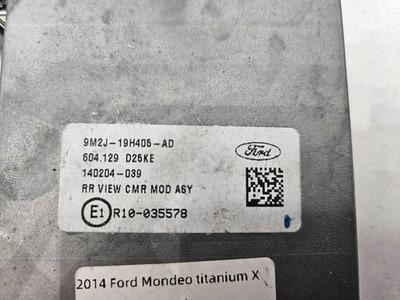 9M2J-19H405-AD
604.129 D25KE
140204-039
RR VIEW CMR MOD ASY
E1 R10-035578
Ford
2014 Ford Mondeo titanium X